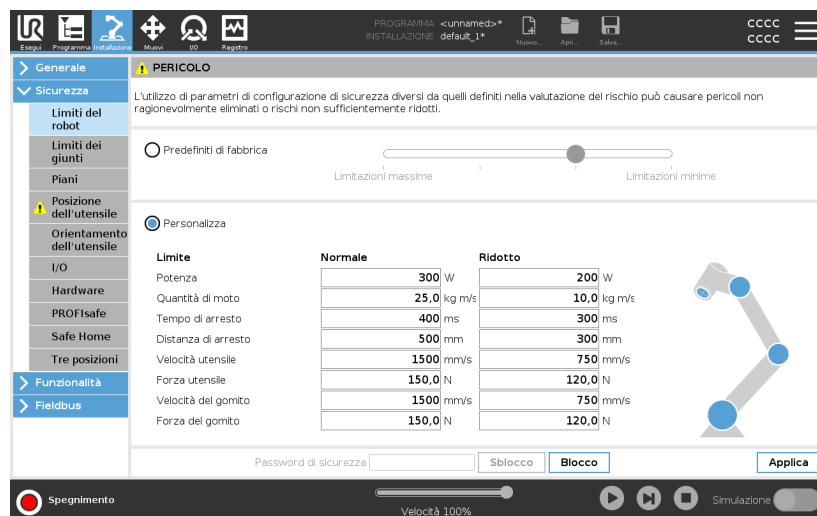 PROGRAMMA <unnamed>*
INSTALLAZIONE default_1*
Nuovo... Apri... Salva...
CCCC
CCCC
UR
Esegui Programma Installazione Muovi I/O Registro
Generale
Sicurezza
Limiti del
robot
Limiti dei
giunti
Piani
Posizione
dell'utensile
Orientamento
dell'utensile
I/O
Hardware
PROFIsafe
Safe Home
Tre posizioni
Funzionalità
Fieldbus
PERICOLO
L'utilizzo di parametri di configurazione di sicurezza diversi da quelli definiti nella valutazione del rischio può causare pericoli non
ragionevolmente eliminati o rischi non sufficientemente ridotti.
Predefiniti di fabbrica
Limitazioni massime Limitazioni minime
Personalizza
Limite Normale Ridotto
Potenza 300 W 200 W
Quantità di moto 25,0 kg m/s 10,0 kg m/s
Tempo di arresto 400 ms 300 ms
Distanza di arresto 500 mm 300 mm
Velocità utensile 1500 mm/s 750 mm/s
Forza utensile 150,0 N 120,0 N
Velocità del gomito 1500 mm/s 750 mm/s
Forza del gomito 150,0 N 120,0 N
Password di sicurezza Sblocco Blocco Applica
Spegnimento
Velocità 100%
Simulazione